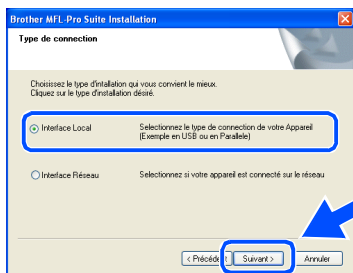 Brother MFL-Pro Suite Installation
Type de connection
Choisissez le type d'intallation qui vous convient le mieux.
Cliquez sur le type d'installation désiré.
Interface Local
Selectionnez le type de connection de votre Appareil
(Exemple en USB ou en Parallele)
Interface Réseau
Selectionnez si votre appareil est connecté sur le réseau
< Précédent Suivant > Annuler